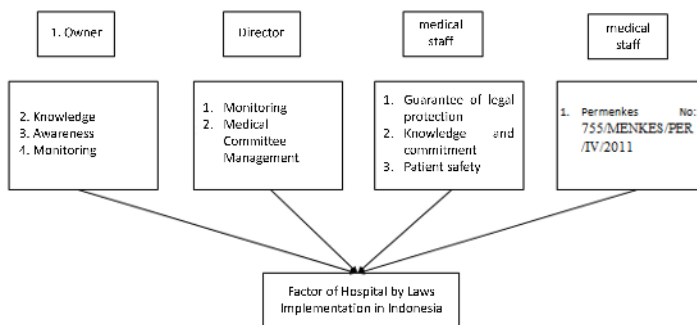 1. Owner
Director
medical
staff
medical
staff
2. Knowledge
3. Awareness
4. Monitoring
1. Monitoring
2. Medical
Committee
Management
1. Guarantee of legal
protection
2. Knowledge and
commitment
3. Patient safety
1. Permenkes No:
755/MENKES/PER
/IV/2011
Factor of Hospital by Laws
Implementation in Indonesia